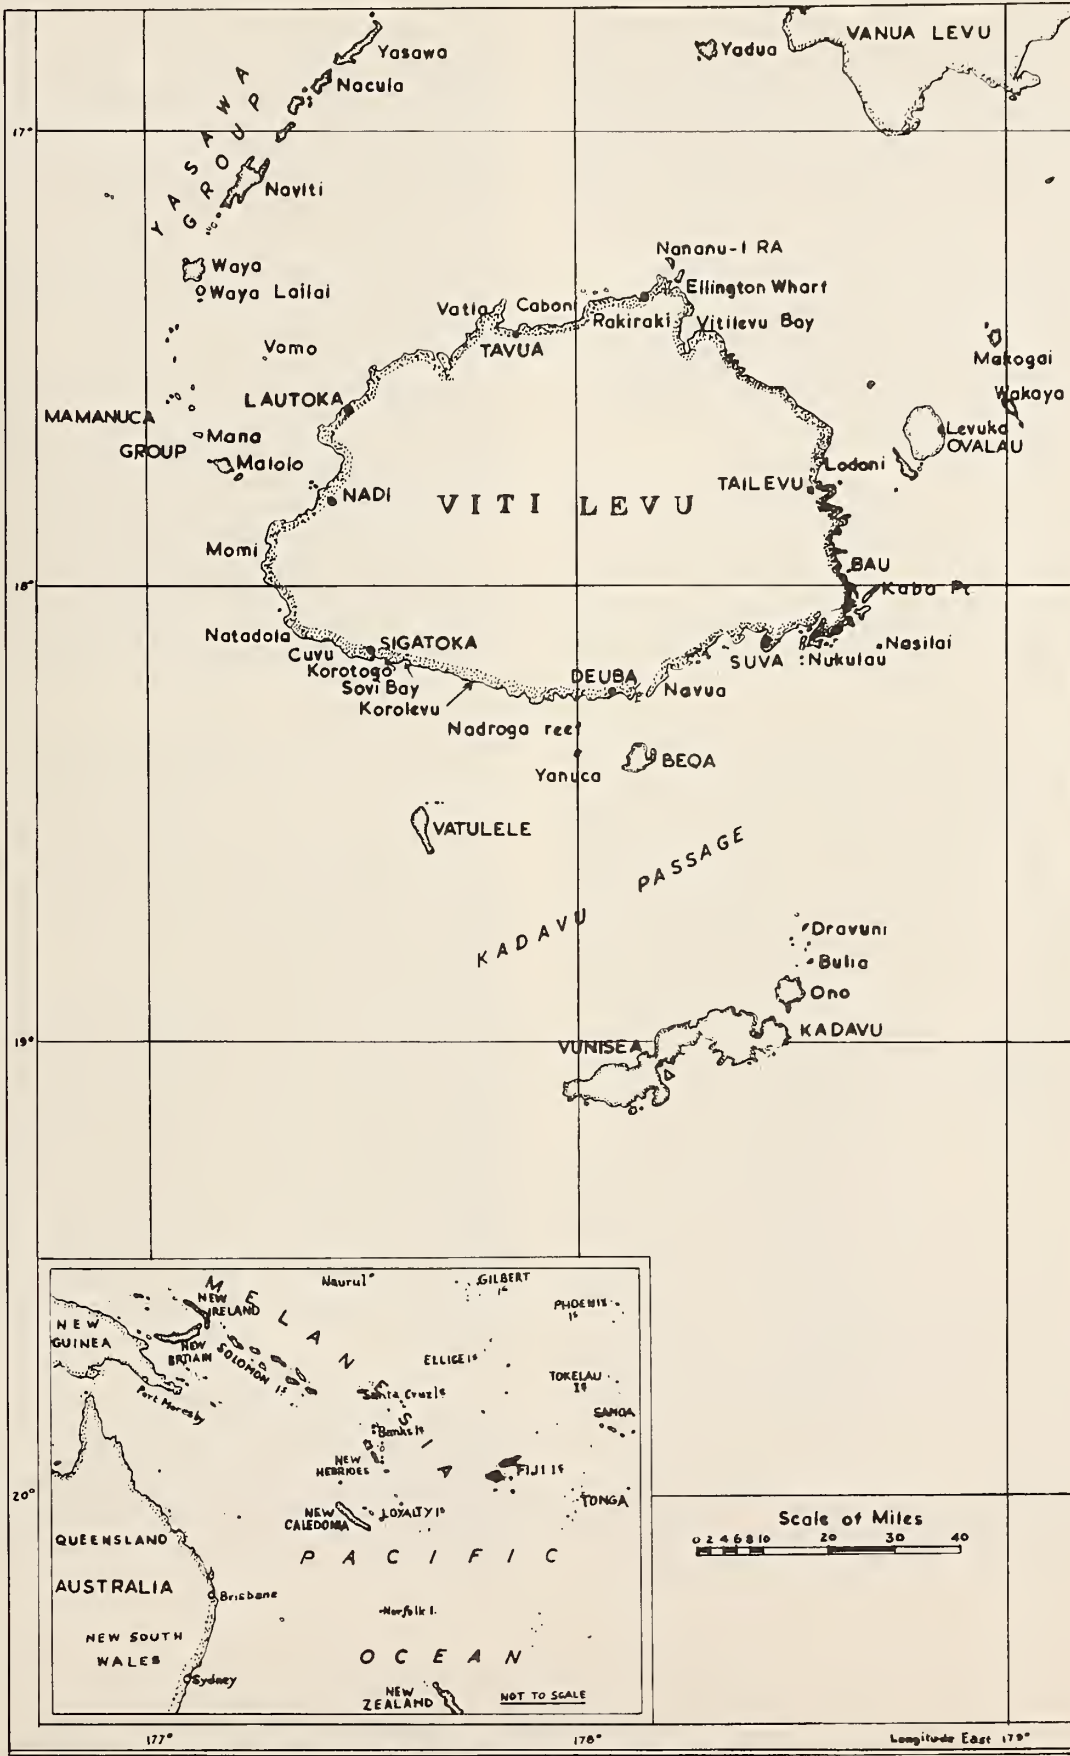 Yasawa
Yadua
VANUA LEVU
Nacula
YASAWA
GROUP
17°
Naviti
Waya
Waya Lailai
Nananu-I RA
Ellington Wharf
Vatia
Caboni
Rakiraki
Vitilevu Bay
TAVUA
Vomo
Makogai
Wakaya
LAUTOKA
MAMANUCA
GROUP
Mana
Malolo
Levuka
OVALAU
Lodoni
TAILEVU
NADI
VITI LEVU
Momi
BAU
18°
Kaba Pt
Natadola
SIGATOKA
Cuvu
Korotogo
Sovi Bay
Korolevu
SUVA
Nukulau
Nasilai
DEUBA
Navua
Nadroga reef
Yanuca
BEQA
VATULELE
KADAVU PASSAGE
Dravuni
Bulia
Ono
KADAVU
19°
VUNISEA
MELANESIA
Naurul°
GILBERT
Is
NEW
IRELAND
PHOENIX
Is
NEW
GUINEA
NEW
BRTIAIN
SOLOMON Is
ELLICE Is
Port Moresby
Santa Cruz Is
TOKELAU
Is
SAMOA
Banks Is
NEW
HEBRIDES
FIJI Is
20°
TONGA
NEW
CALEDONIA
LOYALTY Is
QUEENSLAND
PACIFIC
AUSTRALIA
Brisbane
Norfolk I.
NEW SOUTH
WALES
OCEAN
Sydney
NEW
ZEALAND
NOT TO SCALE
Scale of Miles
0 2 4 6 8 10 20 30 40
177°
178°
Longitude East 179°